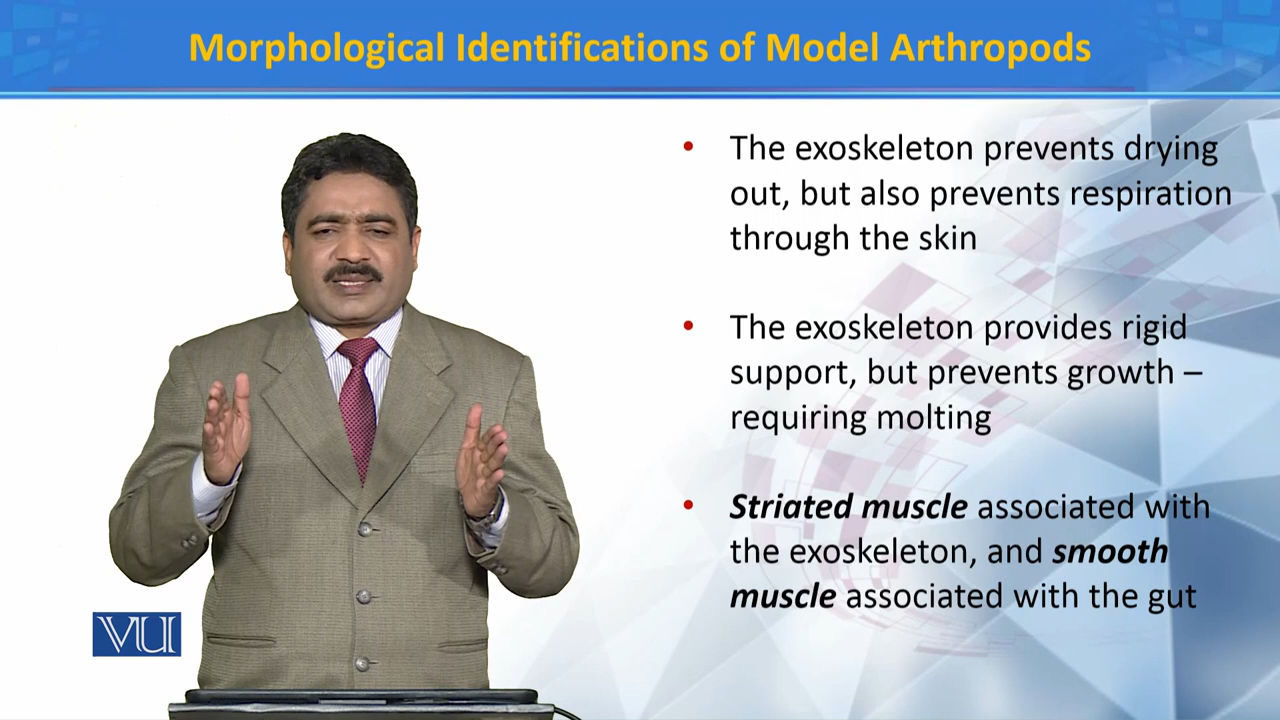 Morphological Identifications of Model Arthropods
• The exoskeleton prevents drying
out, but also prevents respiration
through the skin
• The exoskeleton provides rigid
support, but prevents growth –
requiring molting
• Striated muscle associated with
the exoskeleton, and smooth
muscle associated with the gut
VU